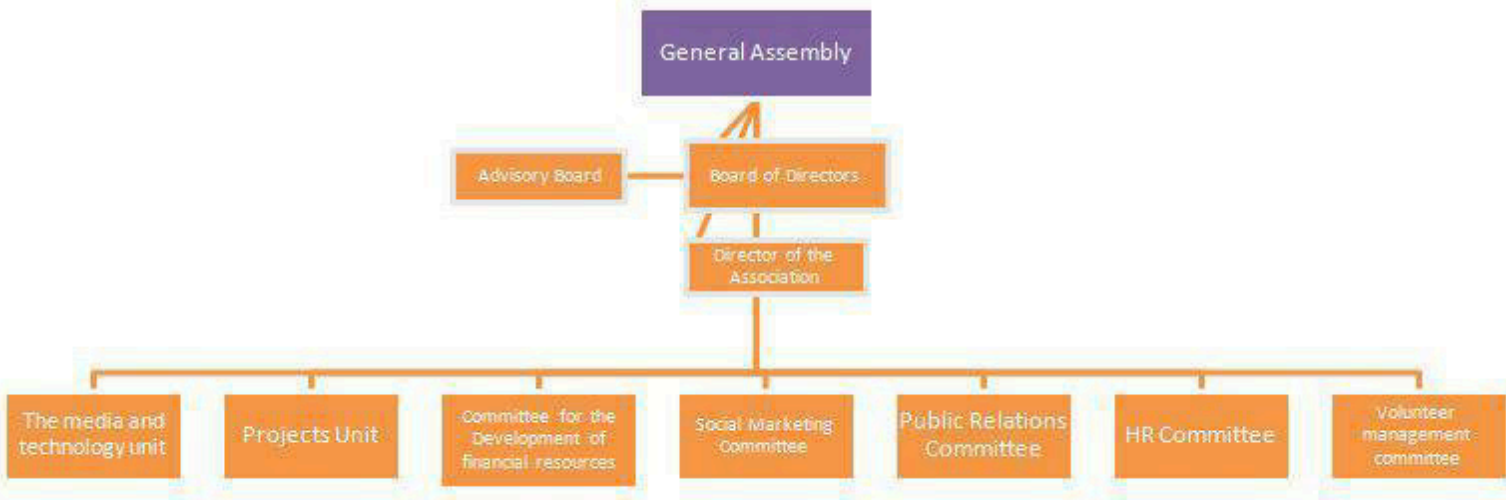 General Assembly
Advisory Board
Board of Directors
Director of the
Association
The media and
technology unit
Projects Unit
Committee for the
Development of
financial resources
Social Marketing
Committee
Public Relations
Committee
HR Committee
Volunteer
management
committee